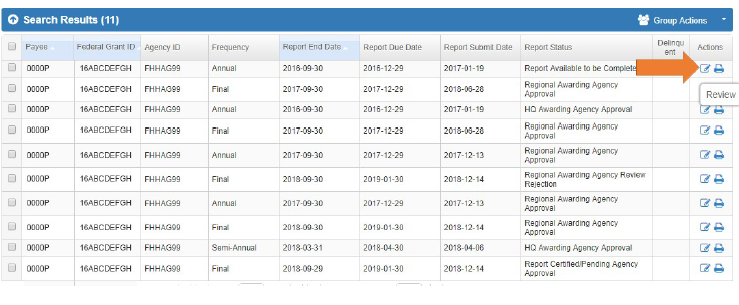 Search Results (11) Group Actions
Payee Federal Grant ID Agency ID Frequency Report End Date Report Due Date Report Submit Date Report Status Delinqu Actions
ent
0000P 16ABCDEFGH FHHAG99 Annual 2016-09-30 2016-12-29 2017-01-19 Report Available to be Complete
0000P 16ABCDEFGH FHHAG99 Final 2017-09-30 2017-12-29 2018-06-28 Regional Awarding Agency
Approval
Review
0000P 16ABCDEFGH FHHAG99 Annual 2016-09-30 2016-12-29 2017-01-19 HQ Awarding Agency Approval
0000P 16ABCDEFGH FHHAG99 Final 2017-09-30 2017-12-29 2018-06-28 Regional Awarding Agency
Approval
0000P 16ABCDEFGH FHHAG99 Annual 2017-09-30 2017-12-29 2017-12-13 Regional Awarding Agency
Approval
0000P 16ABCDEFGH FHHAG99 Final 2018-09-30 2019-01-30 2018-12-14 Regional Awarding Agency Review
Rejection
0000P 16ABCDEFGH FHHAG99 Annual 2017-09-30 2017-12-29 2017-12-13 Regional Awarding Agency
Approval
0000P 16ABCDEFGH FHHAG99 Final 2018-09-30 2019-01-30 2018-12-14 Regional Awarding Agency
Approval
0000P 16ABCDEFGH FHHAG99 Semi-Annual 2018-03-31 2018-04-30 2018-04-06 HQ Awarding Agency Approval
0000P 16ABCDEFGH FHHAG99 Final 2018-09-29 2019-01-30 2018-12-14 Report Certified/Pending Agency
Approval